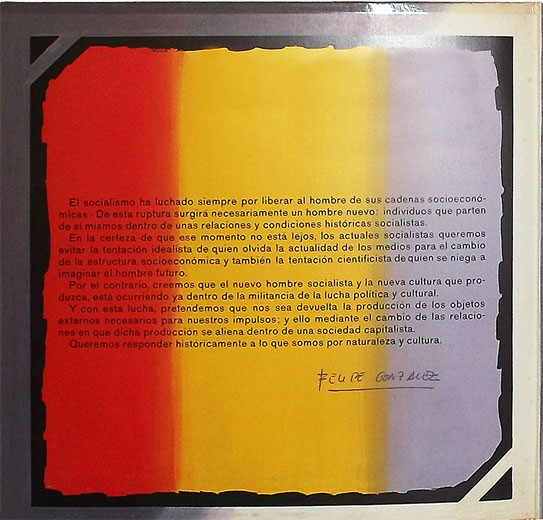 El socialismo ha luchado siempre por liberar al hombre de sus cadenas socioeconó-
micas · De esta ruptura surgirá necesariamente un hombre nuevo: individuos que parten
de sí mismos dentro de unas relaciones y condiciones históricas socialistas.
En la certeza de que ese momento no está lejos, los actuales socialistas queremos
evitar la tentación idealista de quien olvida la actualidad de los medios para el cambio
de la estructura socioeconómica y también la tentación cientificista de quien se niega a
imaginar el hombre futuro.
Por el contrario, creemos que el nuevo hombre socialista y la nueva cultura que pro-
duzca, está ocurriendo ya dentro de la militancia de la lucha política y cultural.
Y con esta lucha, pretendemos que nos sea devuelta la producción de los objetos
externos necesarios para nuestros impulsos; y ello mediante el cambio de las relacio-
nes en que dicha producción se aliena dentro de una sociedad capitalista.
Queremos responder históricamente a lo que somos por naturaleza y cultura.
FELIPE GONZALEZ